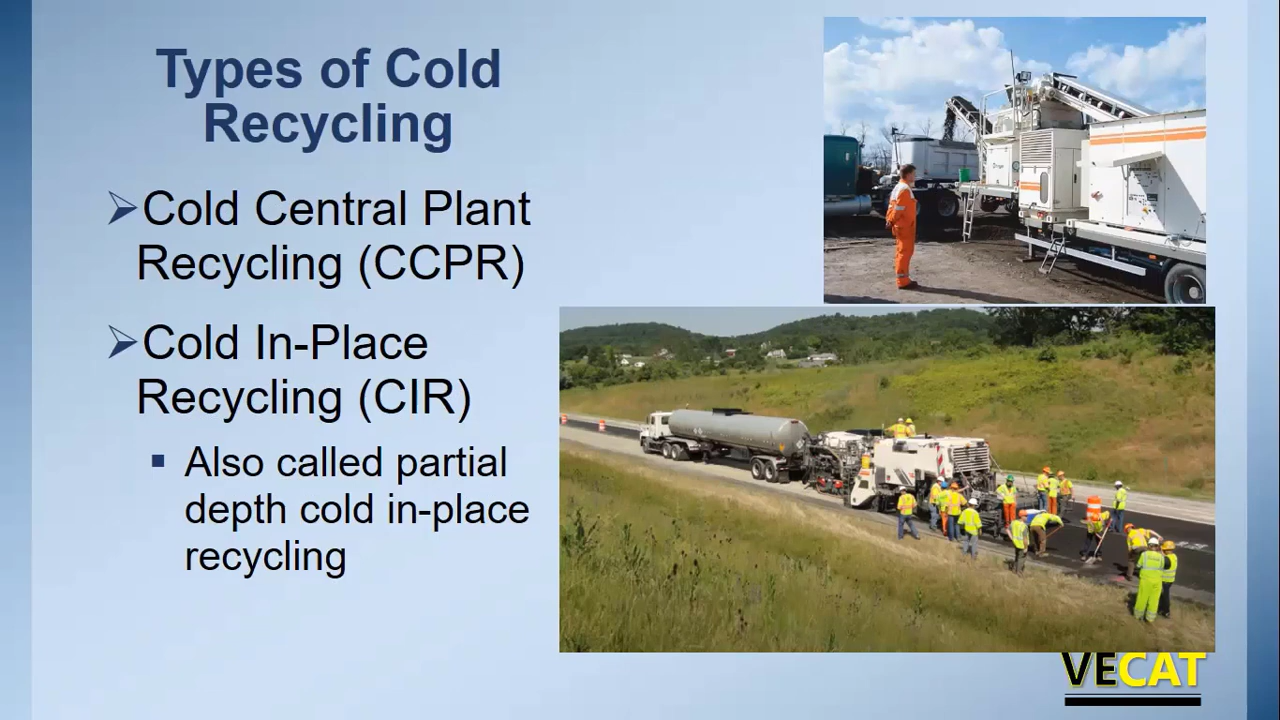 Types of Cold
Recycling
Cold Central Plant
Recycling (CCPR)
Cold In-Place
Recycling (CIR)
Also called partial
depth cold in-place
recycling
VECAT